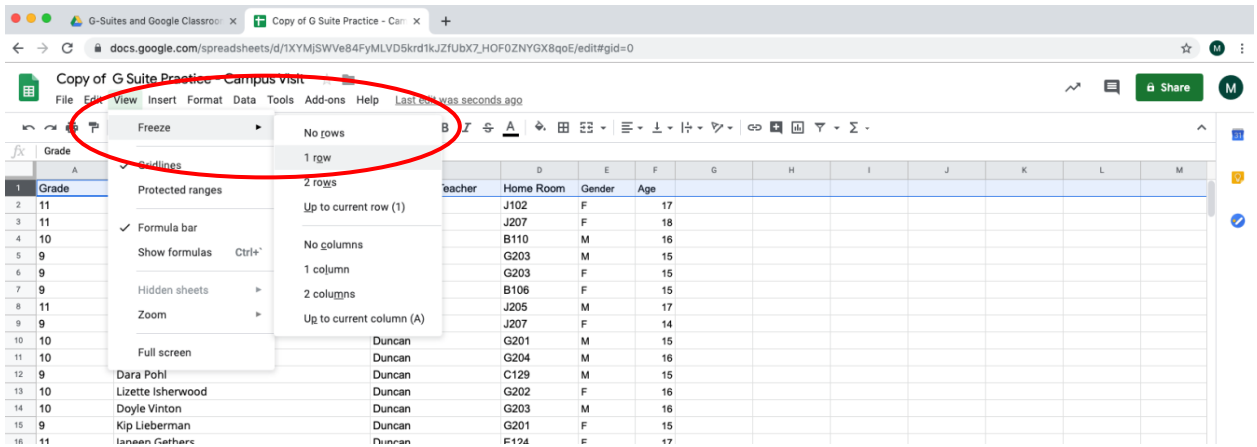 G-Suites and Google Classroo
Copy of G Suite Practice - Cam
docs.google.com/spreadsheets/d/1XYMjSWVe84FyMLVD5krd1kJZfUbX7_HOF0ZNYGX8qoE/edit#gid=0
M
Copy of G Suite Practice - Campus Visit
File Edit View Insert Format Data Tools Add-ons Help Last edit was seconds ago
Share
M
B I S A
fx Grade
Freeze
Gridlines
Protected ranges
Formula bar
Show formulas Ctrl+`
Hidden sheets
Zoom
Full screen
No rows
1 row
2 rows
Up to current row (1)
No columns
1 column
2 columns
Up to current column (A)
A D E F G H I J K L M
1 Grade Teacher Home Room Gender Age
2 11 J102 F 17
3 11 J207 F 18
4 10 B110 M 16
5 9 G203 M 15
6 9 G203 F 15
7 9 B106 F 15
8 11 J205 M 17
9 9 J207 F 14
10 10 Duncan G201 M 15
11 10 Duncan G204 M 16
12 9 Dara Pohl Duncan C129 M 15
13 10 Lizette Isherwood Duncan G202 F 16
14 10 Doyle Vinton Duncan G203 M 16
15 9 Kip Lieberman Duncan G201 F 15
16 11 Janeen Gethers Duncan F124 F 17